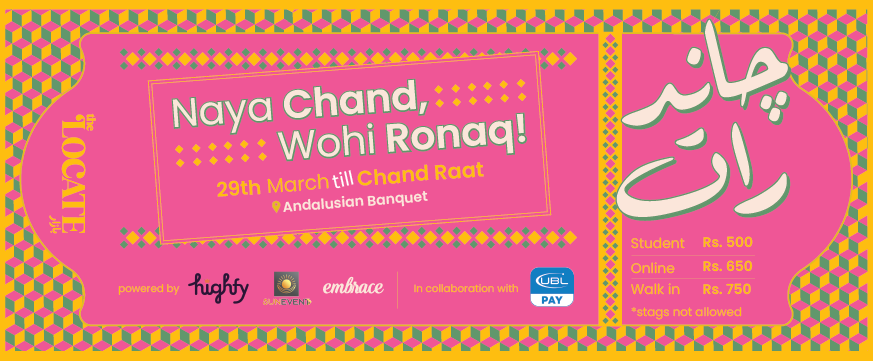 the
LOCATE
Naya Chand,
Wohi Ronaq!
29th March till Chand Raat
Andalusian Banquet
powered by hughfy SUNEVENTS embrace In collaboration with UBL PAY
چاند
رات
Student Rs. 500
Online Rs. 650
Walk in Rs. 750
*stags not allowed